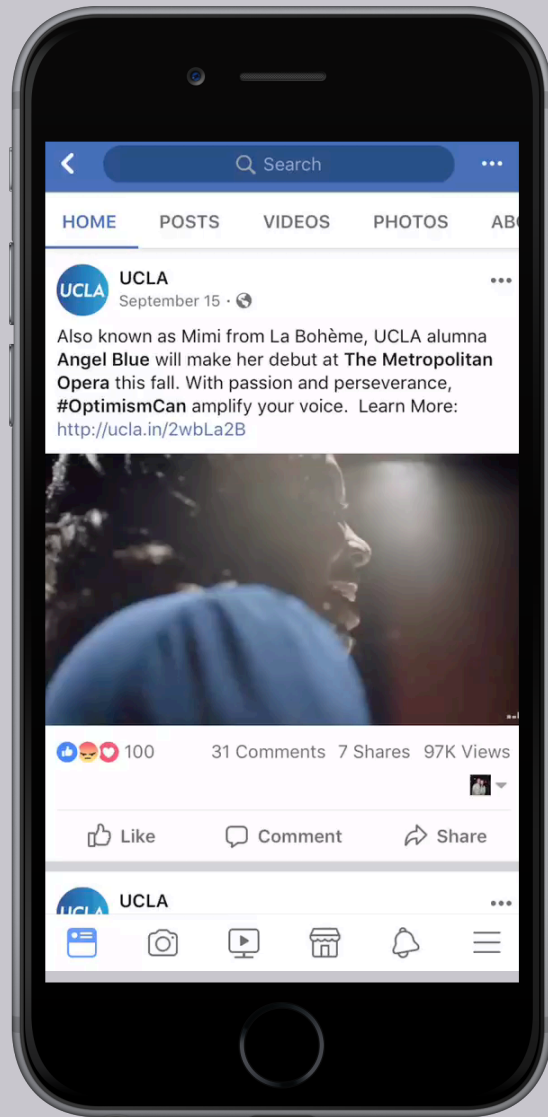 Search
HOME POSTS VIDEOS PHOTOS AB
UCLA
UCLA
September 15 ·
Also known as Mimi from La Bohème, UCLA alumna
Angel Blue will make her debut at The Metropolitan
Opera this fall. With passion and perseverance,
#OptimismCan amplify your voice. Learn More:
http://ucla.in/2wbLa2B
100 31 Comments 7 Shares 97K Views
Like Comment Share
UCLA
UCLA